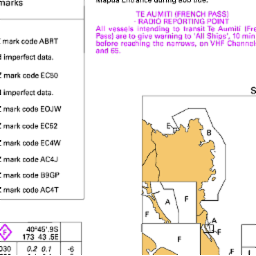 marks
Mapua Entrance during ebb tide.
TE AUMITI (FRENCH PASS)
RADIO REPORTING POINT
All vessels intending to transit Te Aumiti (Fre
Pass) are to give warning to 'All Ships', 10 min
before reaching the narrows, on VHF Channel
and 65.
mark code ABRT
imperfect data.
mark code EC50
imperfect data.
mark code EOJW
mark code EC52
mark code EC4W
mark code AC4J
mark code B9GP
mark code AC4T
S
E
B
A
F
F
A
F
F
F
40°45'.9S
173 43 .5E
030
0.2
0.1
-6